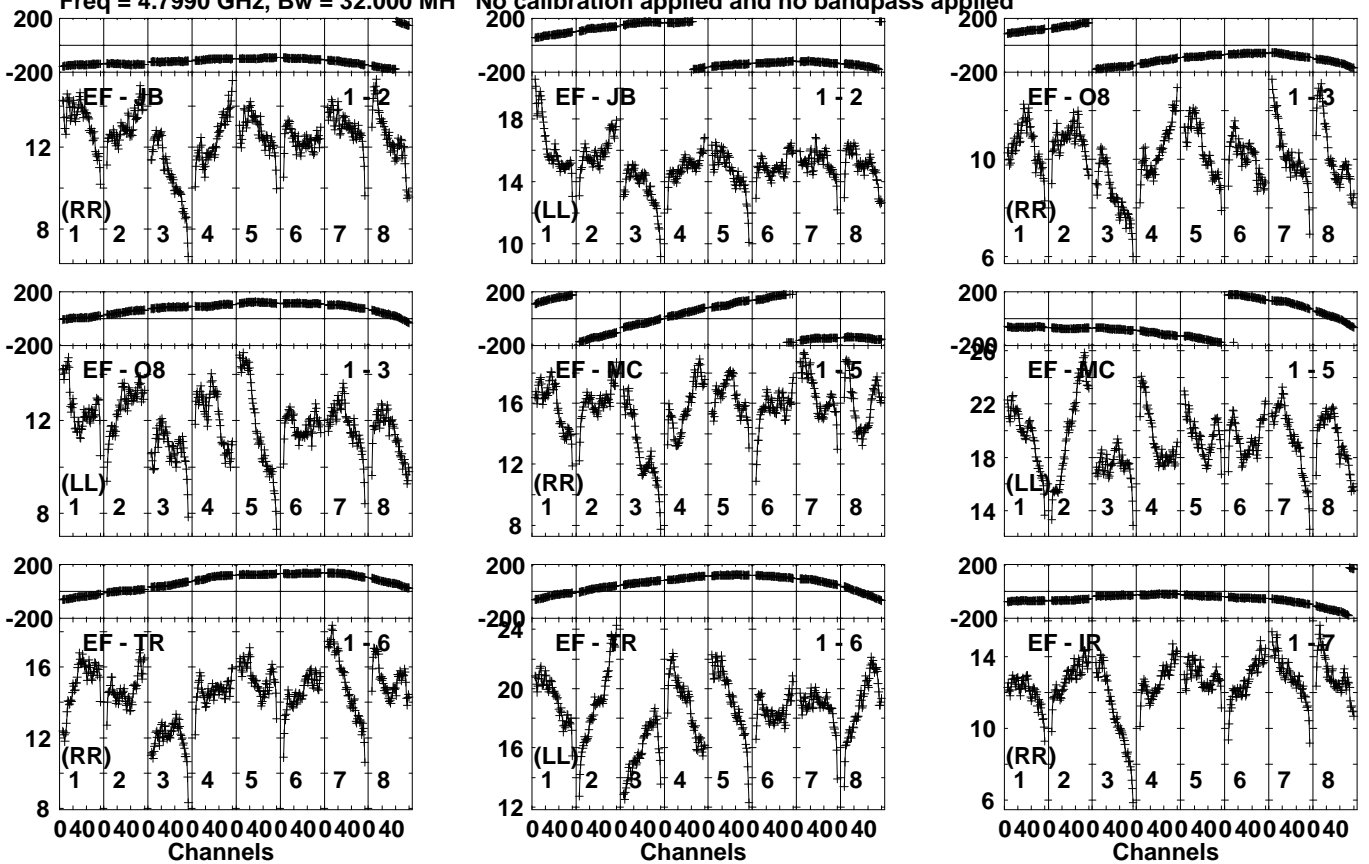 Freq = 4.7990 GHz, Bw = 32.000 MH No calibration applied and no bandpass applied
200 200 200
-200 -200
EF - JB 1 - 2 EF - JB 1 - 2 EF - O8 1 - 3
12 18 10
14
8 10 6
(RR) (LL) (RR)
1 2 3 4 5 6 7 8 1 2 3 4 5 6 7 8 1 2 3 4 5 6 7 8
200 200 200
-200 -200 -200
26
EF - O8 1 - 3 EF - MC 1 - 5 EF - MC 1 - 5
12 16 22
12 18
8 8 14
(LL) (RR) (LL)
1 2 3 4 5 6 7 8 1 2 3 4 5 6 7 8 1 2 3 4 5 6 7 8
200 200 200
-200 -200 -200
24
EF - TR 1 - 6 EF - TR 1 - 6 EF - IR 1 - 7
16 20 14
12 16 10
8 12 6
(RR) (LL) (RR)
1 2 3 4 5 6 7 8 1 2 3 4 5 6 7 8 1 2 3 4 5 6 7 8
0 40 0 40 0 40 0 40 0 40 0 40 0 40 0 40 0 40 0 40 0 40 0 40 0 40 0 40 0 40 0 40 0 40 0 40 0 40 0 40 0 40 0 40 0 40 0 40
Channels Channels Channels